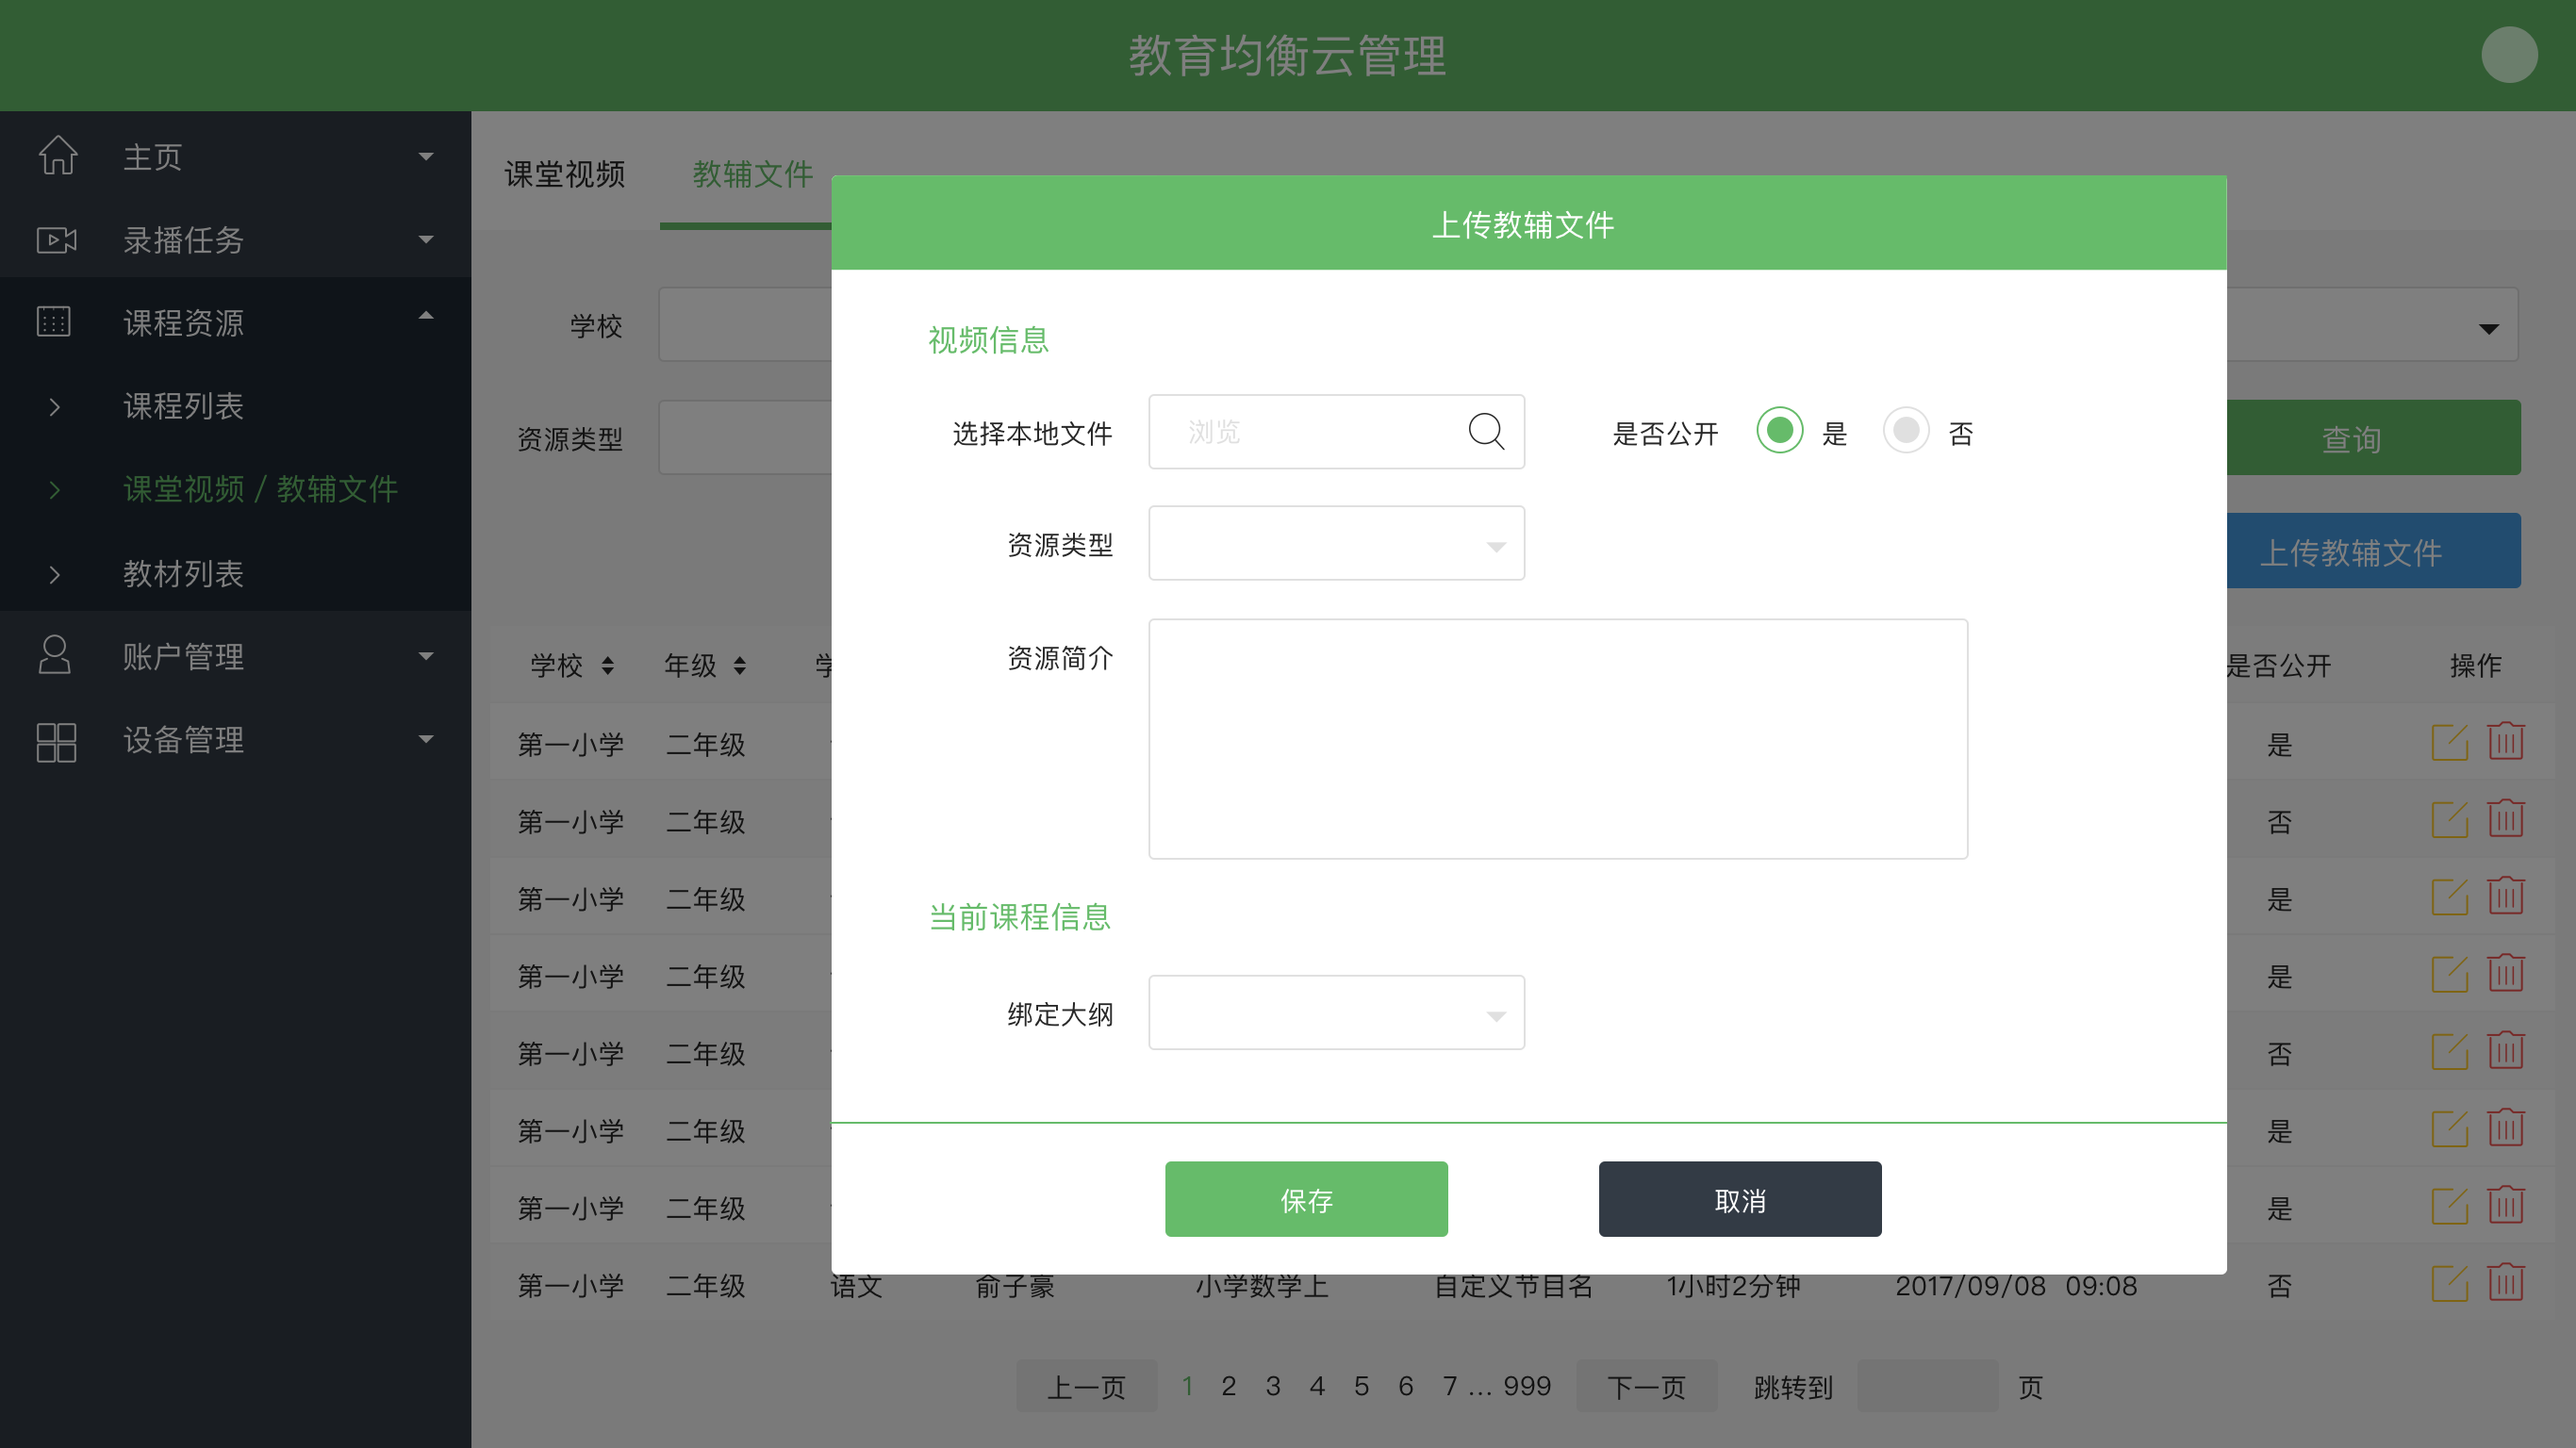 教育均衡云管理
主页
录播任务
课程资源
课程列表
课堂视频 / 教辅文件
教材列表
账户管理
设备管理
课堂视频 教辅文件
学校
资源类型
查询
上传教辅文件
上传教辅文件
视频信息
选择本地文件 浏览 是否公开 是 否
资源类型
资源简介
当前课程信息
绑定大纲
保存 取消
学校 年级 是否公开 操作
第一小学 二年级 是
第一小学 二年级 否
第一小学 二年级 是
第一小学 二年级 是
第一小学 二年级 否
第一小学 二年级 是
第一小学 二年级 是
第一小学 二年级 语文 俞子豪 小学数学上 自定义节目名 1小时2分钟 2017/09/08 09:08 否
上一页 1 2 3 4 5 6 7 ... 999 下一页 跳转到 页